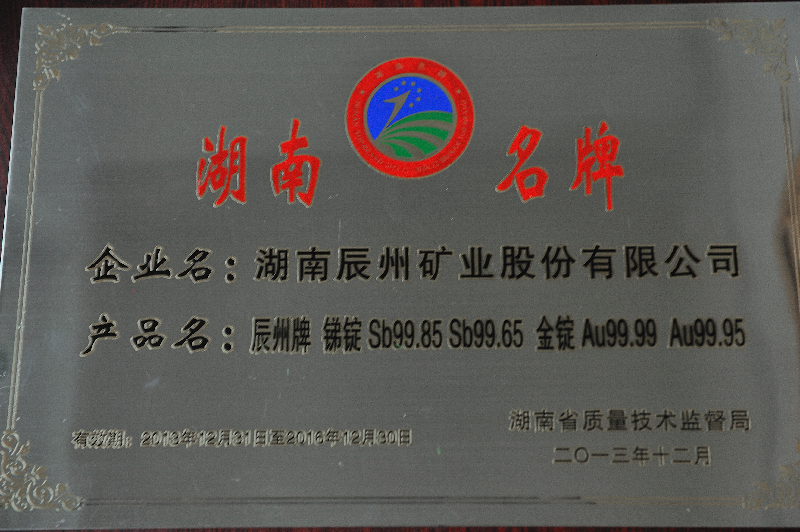 湖南名牌
企业名：湖南辰州矿业股份有限公司
产品名：辰州牌 锑锭 Sb99.85 Sb99.65 金锭 Au99.99 Au99.95
有效期：2013年12月31日至2016年12月30日
湖南省质量技术监督局
二〇一三年十二月